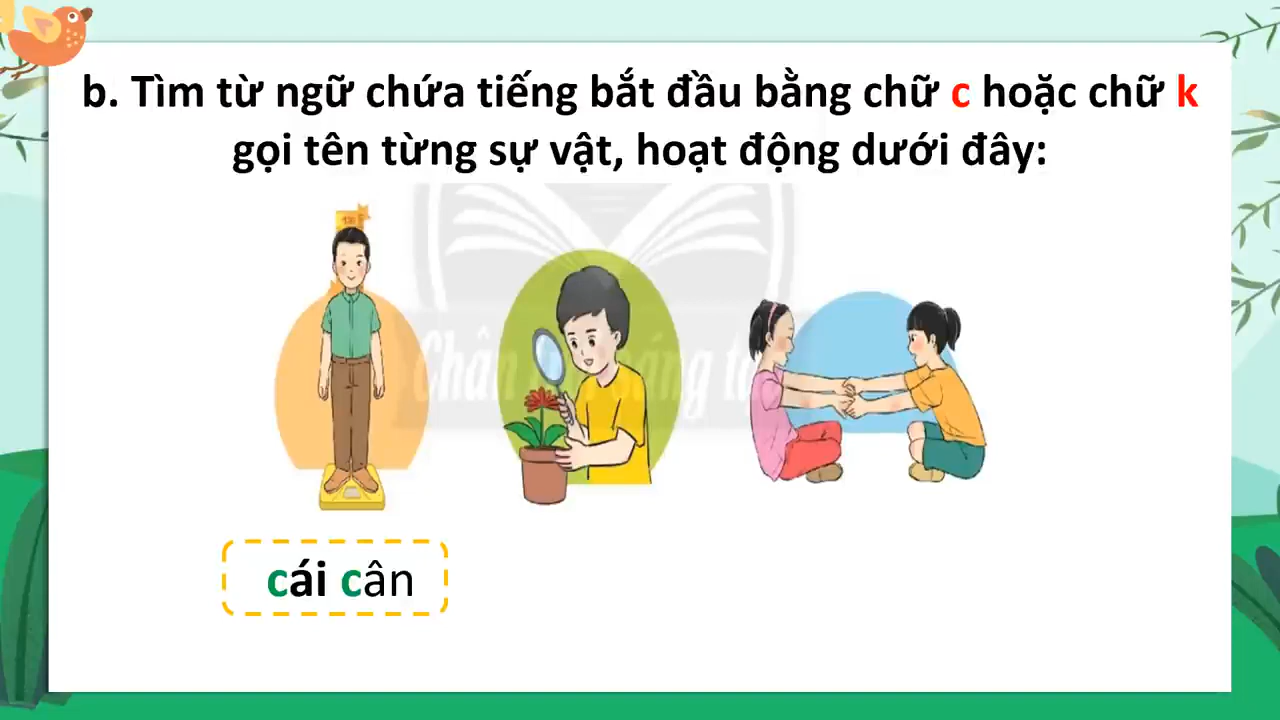 b. Tìm từ ngữ chứa tiếng bắt đầu bằng chữ c hoặc chữ k
gọi tên từng sự vật, hoạt động dưới đây:
cái cân